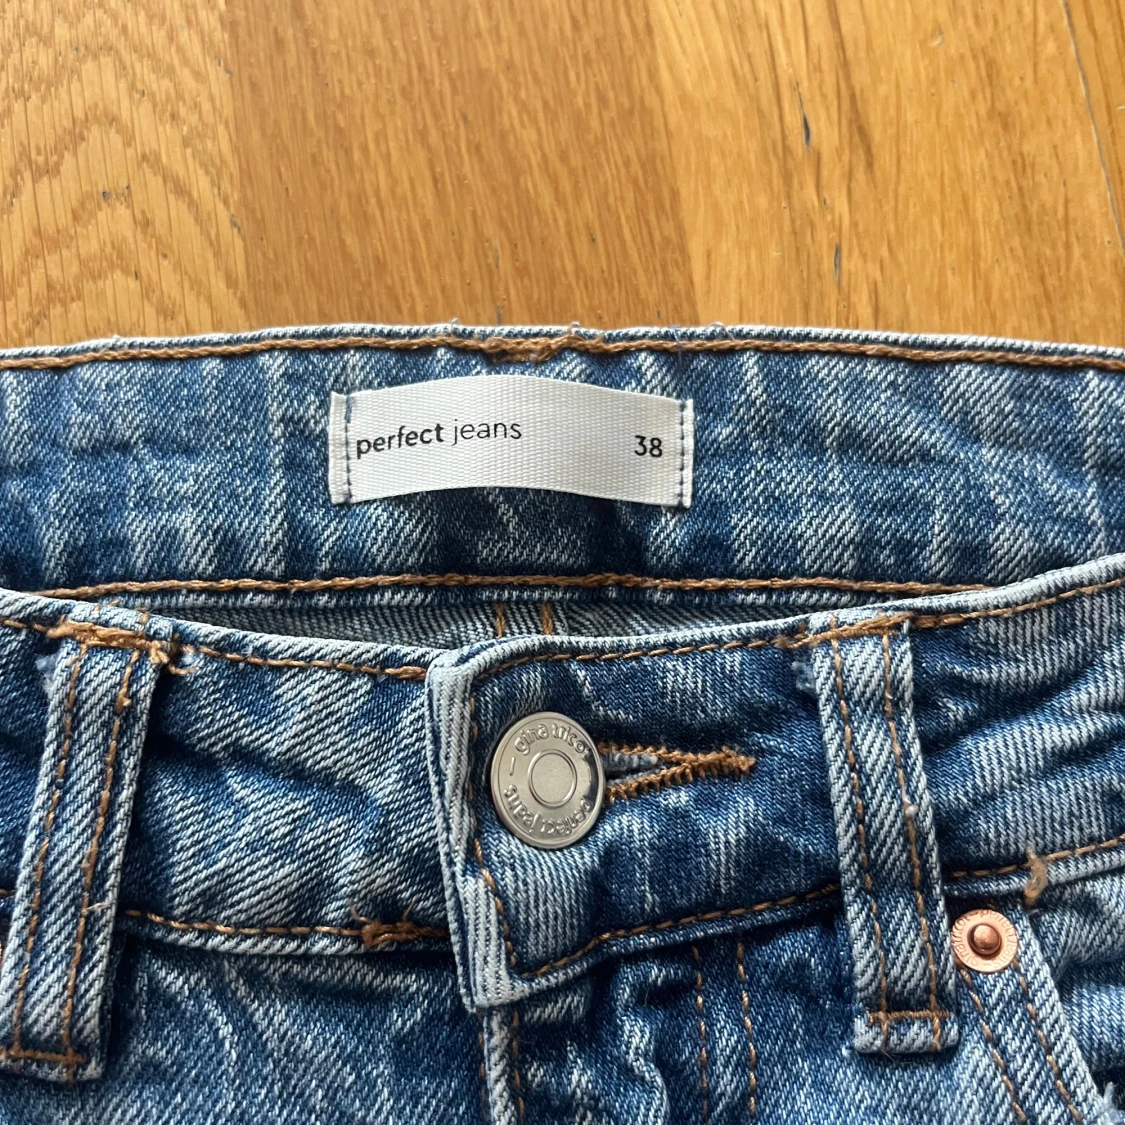 perfect jeans 38
gina tricot
perfect jeans